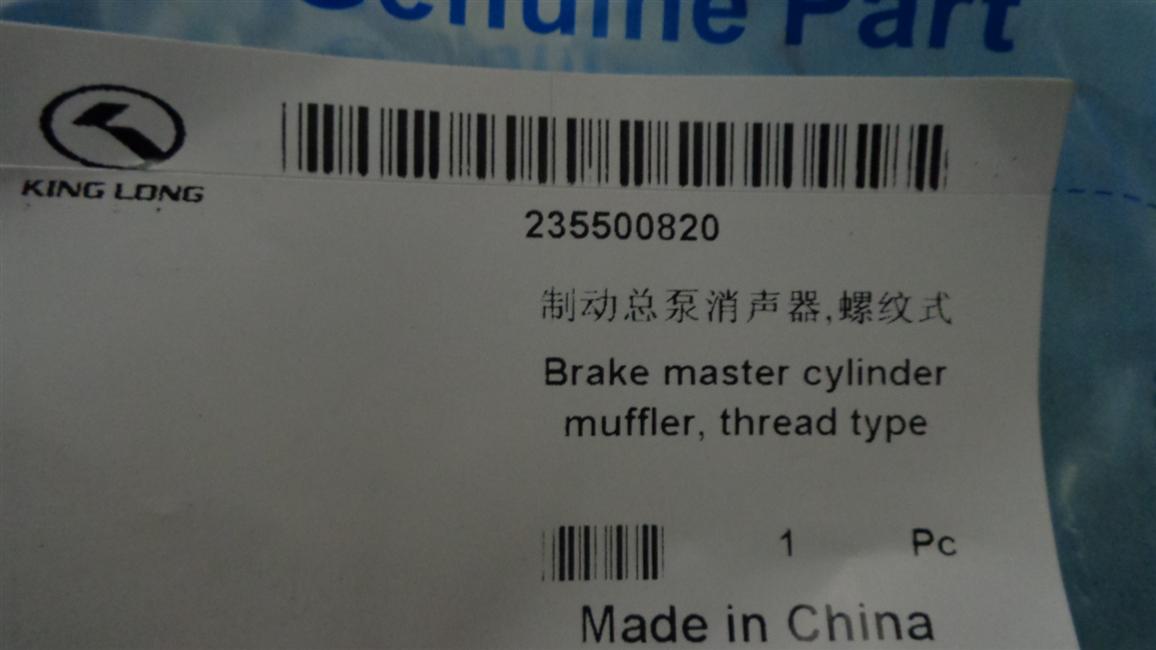 Genuine Part
KING LONG
235500820
制动总泵消声器,螺纹式
Brake master cylinder
muffler, thread type
1 Pc
Made in China